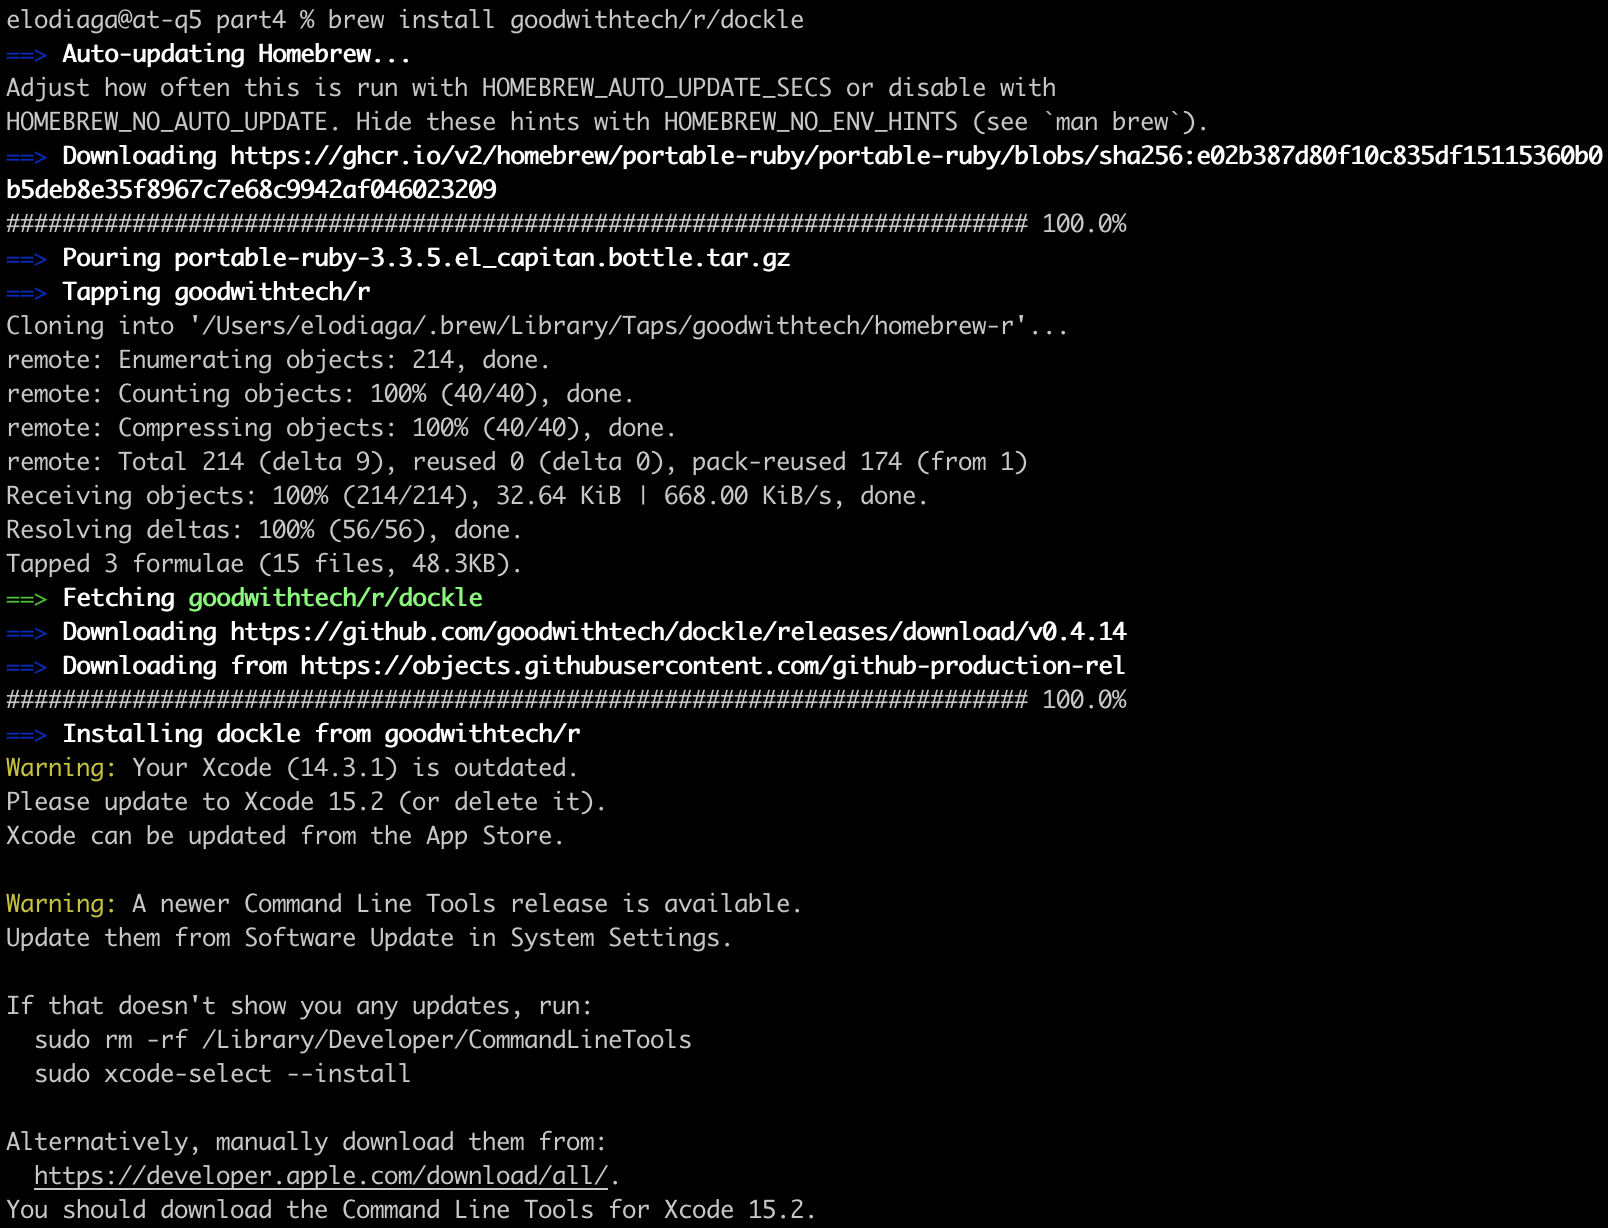 elodiaga@at-q5 part4 % brew install goodwithtech/r/dockle
==> Auto-updating Homebrew...
Adjust how often this is run with HOMEBREW_AUTO_UPDATE_SECS or disable with
HOMEBREW_NO_AUTO_UPDATE. Hide these hints with HOMEBREW_NO_ENV_HINTS (see `man brew`).
==> Downloading https://ghcr.io/v2/homebrew/portable-ruby/portable-ruby/blobs/sha256:e02b387d80f10c835df15115360b0
b5deb8e35f8967c7e68c9942af046023209
######################################################################### 100.0%
==> Pouring portable-ruby-3.3.5.el_capitan.bottle.tar.gz
==> Tapping goodwithtech/r
Cloning into '/Users/elodiaga/.brew/Library/Taps/goodwithtech/homebrew-r'...
remote: Enumerating objects: 214, done.
remote: Counting objects: 100% (40/40), done.
remote: Compressing objects: 100% (40/40), done.
remote: Total 214 (delta 9), reused 0 (delta 0), pack-reused 174 (from 1)
Receiving objects: 100% (214/214), 32.64 KiB | 668.00 KiB/s, done.
Resolving deltas: 100% (56/56), done.
Tapped 3 formulae (15 files, 48.3KB).
==> Fetching goodwithtech/r/dockle
==> Downloading https://github.com/goodwithtech/dockle/releases/download/v0.4.14
==> Downloading from https://objects.githubusercontent.com/github-production-rel
######################################################################### 100.0%
==> Installing dockle from goodwithtech/r
Warning: Your Xcode (14.3.1) is outdated.
Please update to Xcode 15.2 (or delete it).
Xcode can be updated from the App Store.
Warning: A newer Command Line Tools release is available.
Update them from Software Update in System Settings.
If that doesn't show you any updates, run:
  sudo rm -rf /Library/Developer/CommandLineTools
  sudo xcode-select --install
Alternatively, manually download them from:
  https://developer.apple.com/download/all/.
You should download the Command Line Tools for Xcode 15.2.